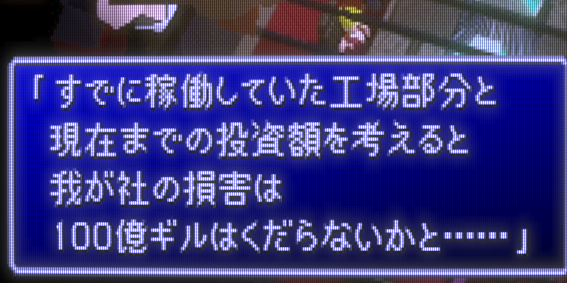 「すでに稼働していた工場部分と
現在までの投資額を考えると
我が社の損害は
100億ギルはくだらないかと……」